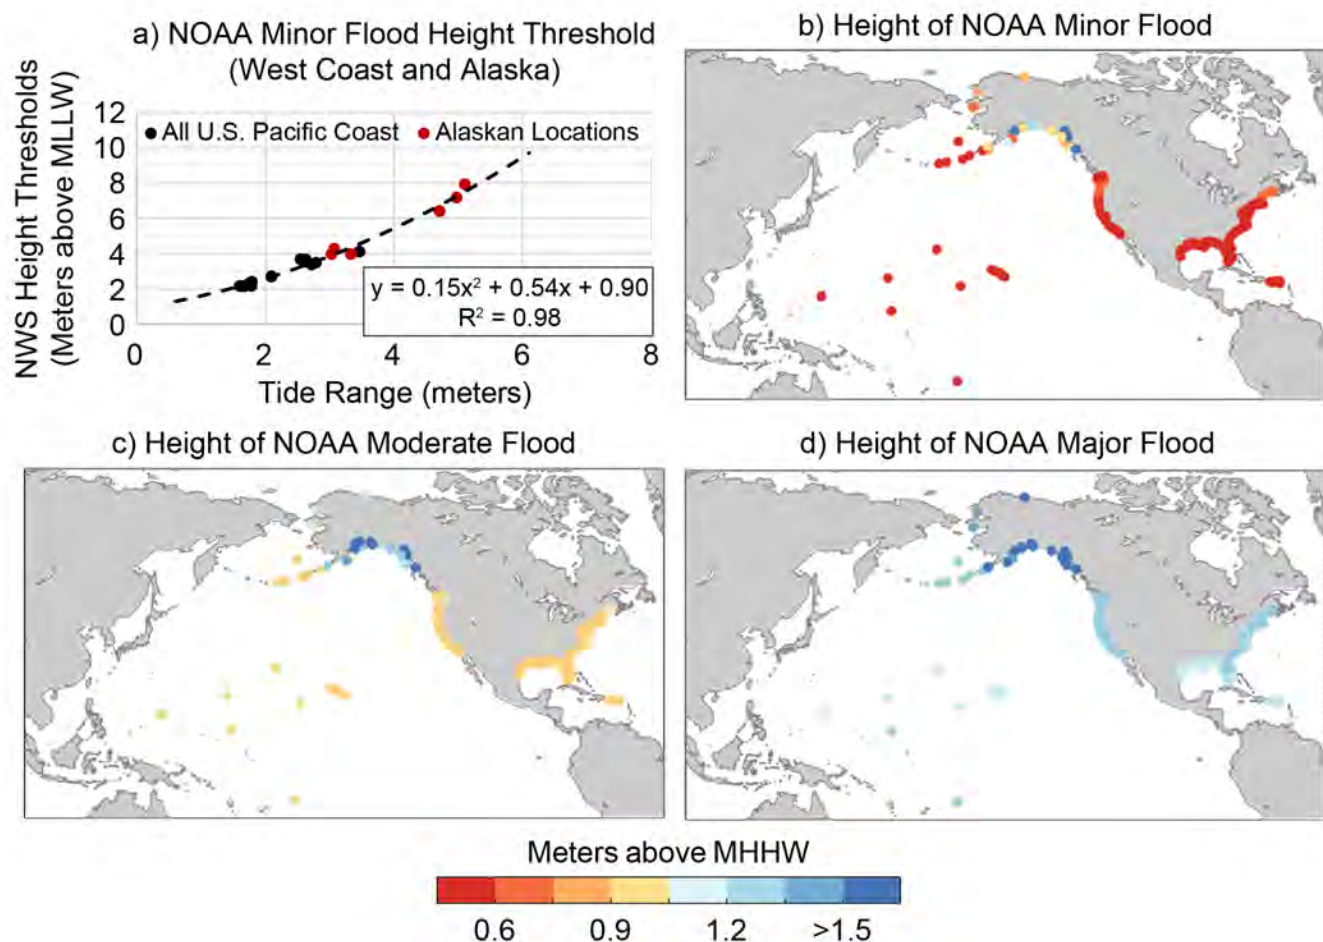 a) NOAA Minor Flood Height Threshold
(West Coast and Alaska)
NWS Height Thresholds
(Meters above MLLW)
12
10
8
6
4
2
0
All U.S. Pacific Coast
Alaskan Locations
y = 0.15x² + 0.54x + 0.90
R² = 0.98
0 2 4 6 8
Tide Range (meters)
b) Height of NOAA Minor Flood
c) Height of NOAA Moderate Flood
d) Height of NOAA Major Flood
Meters above MHHW
0.6 0.9 1.2 >1.5